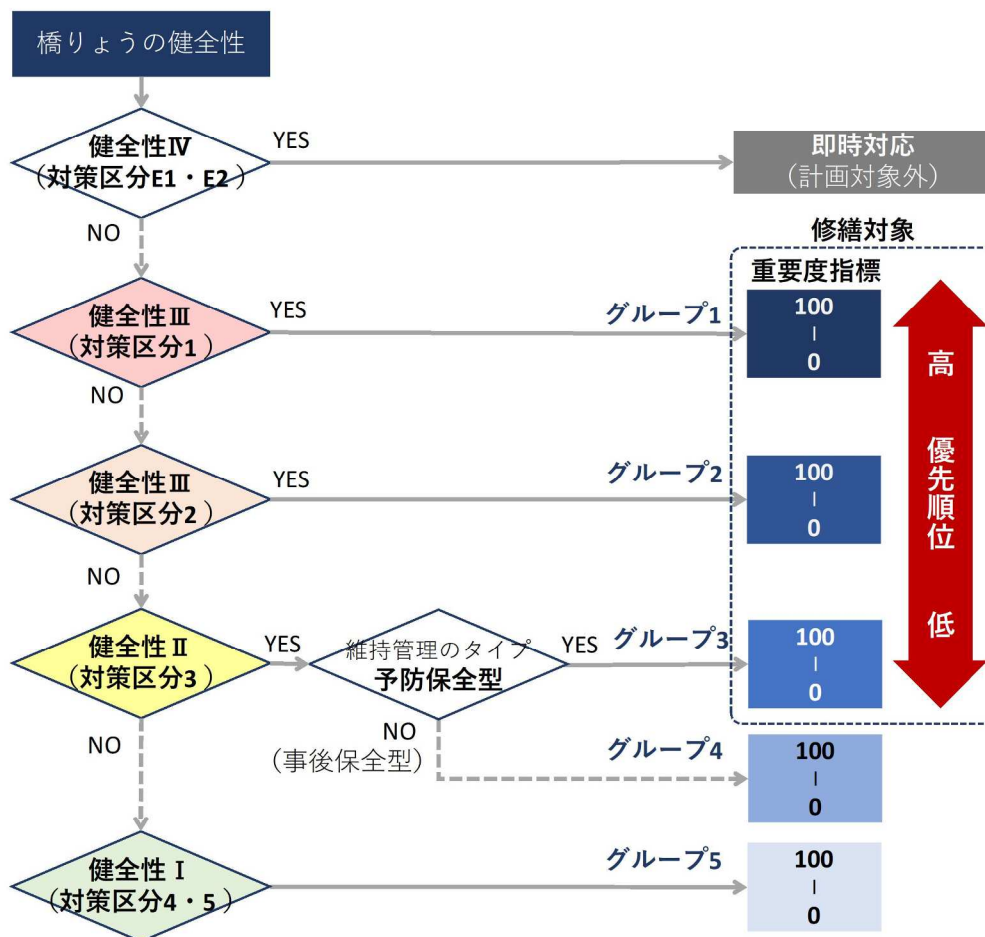 橋りょうの健全性
健全性Ⅳ
（対策区分E1・E2）
YES
即時対応
（計画対象外）
NO
修繕対象
重要度指標
健全性Ⅲ
（対策区分1）
YES
グループ1
100
|
0
高
優先順位
低
NO
健全性Ⅲ
（対策区分2）
YES
グループ2
100
|
0
NO
健全性Ⅱ
（対策区分3）
YES
維持管理のタイプ
予防保全型
YES
グループ3
100
|
0
NO
NO
（事後保全型）
グループ4
100
|
0
健全性Ⅰ
（対策区分4・5）
グループ5
100
|
0